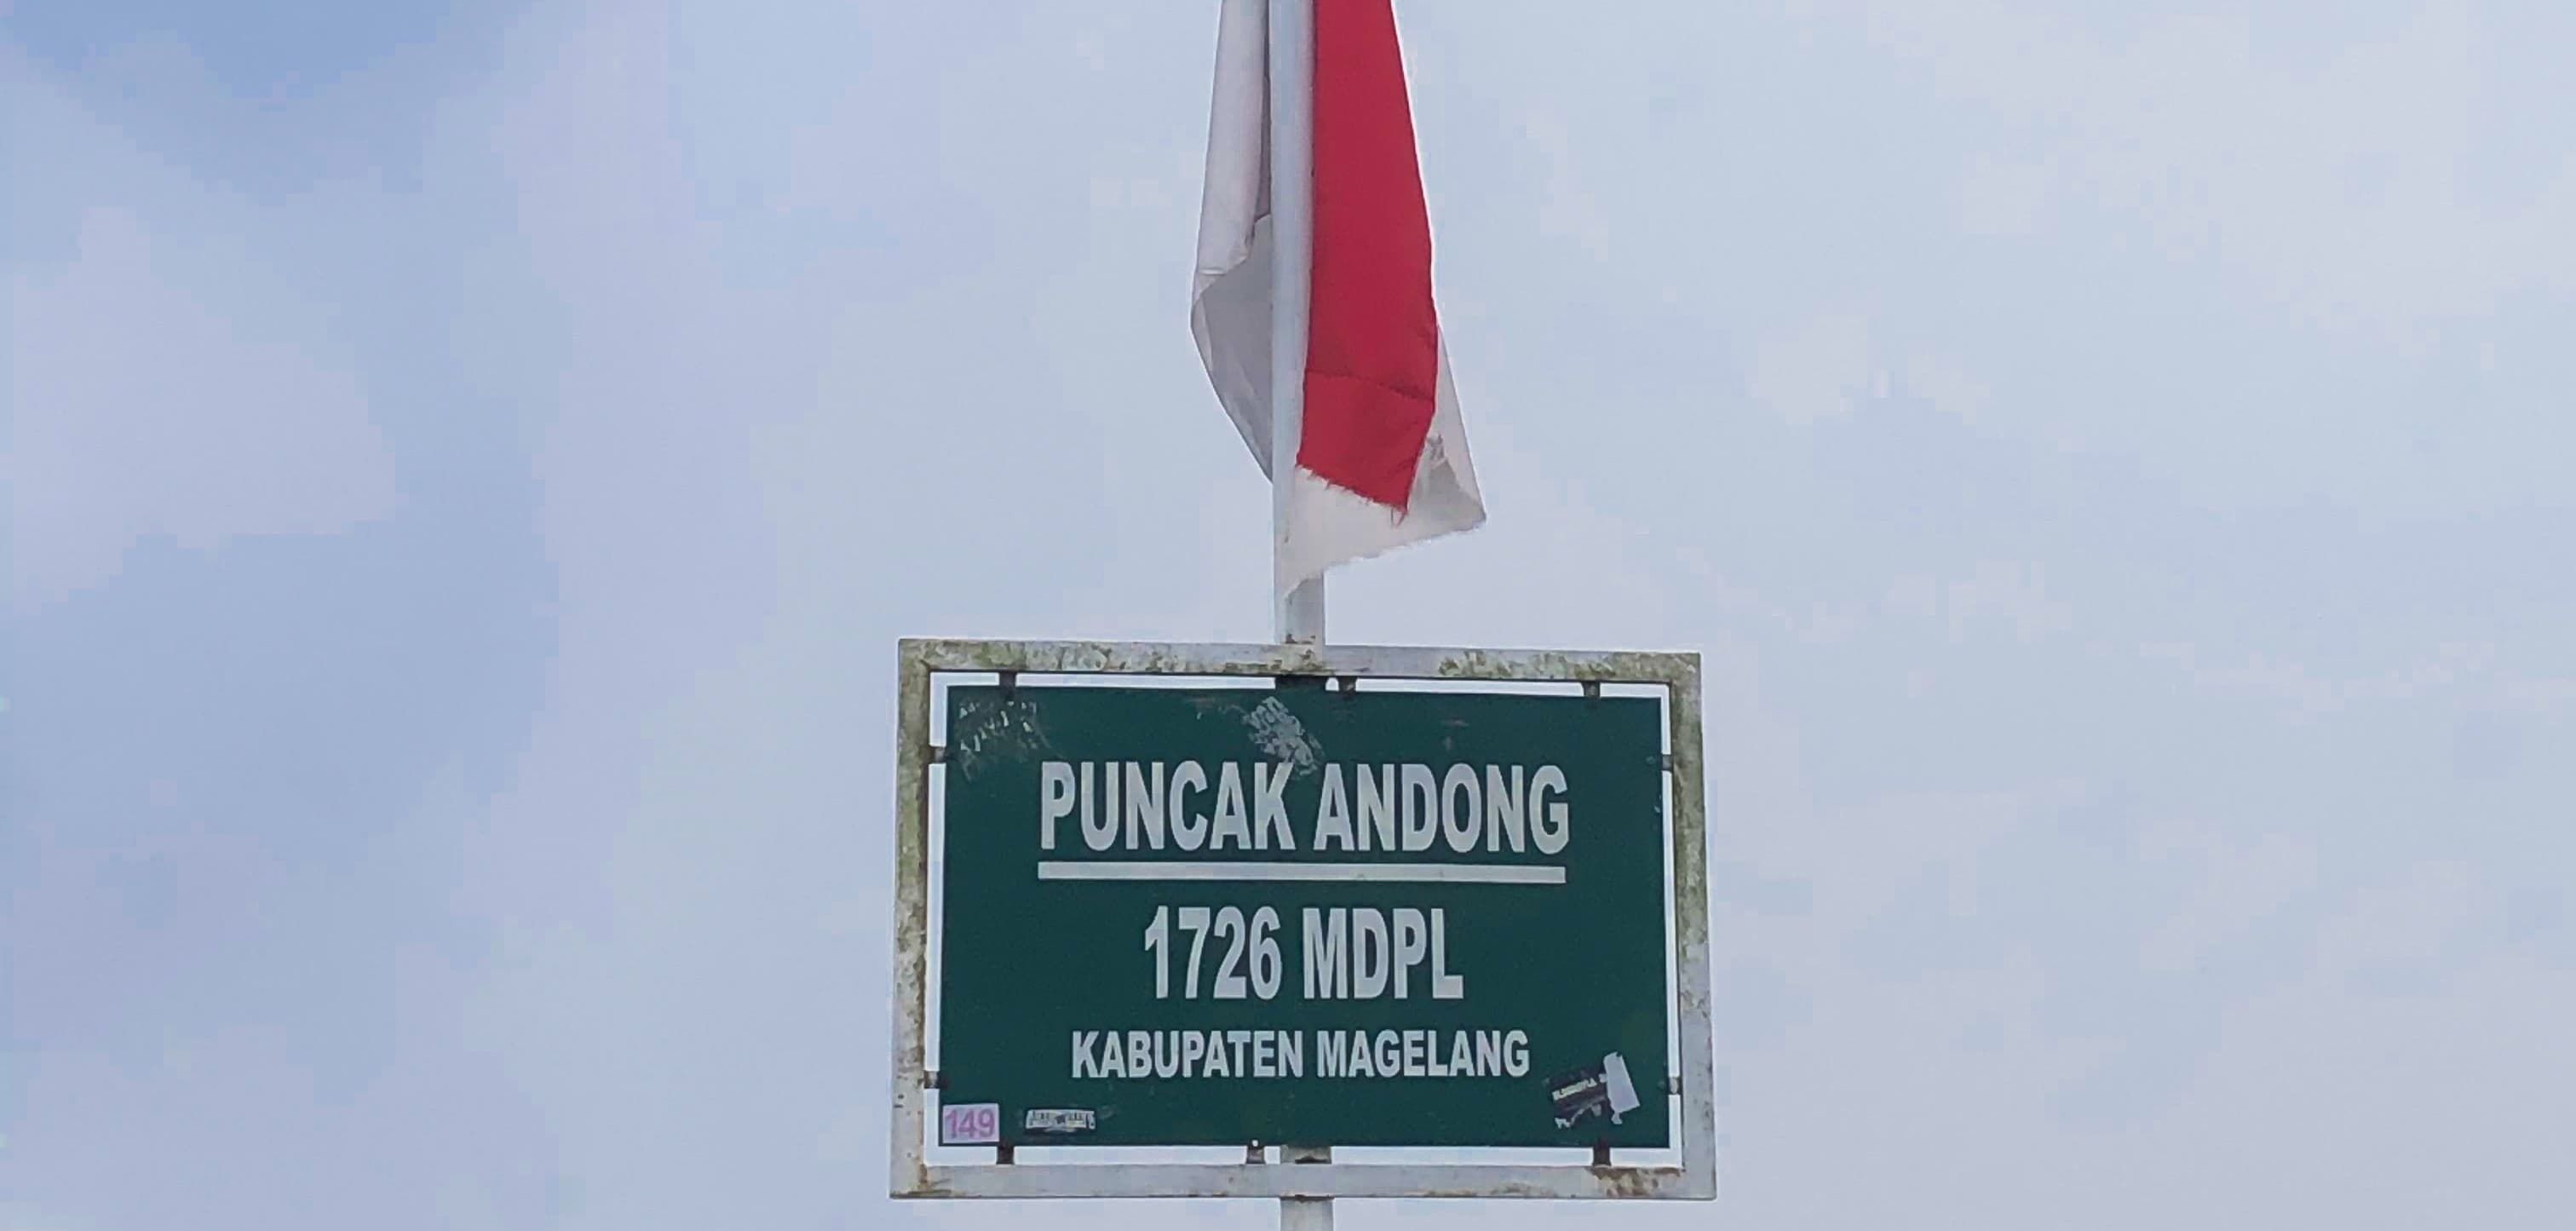 PUNCAK ANDONG
1726 MDPL
KABUPATEN MAGELANG
149